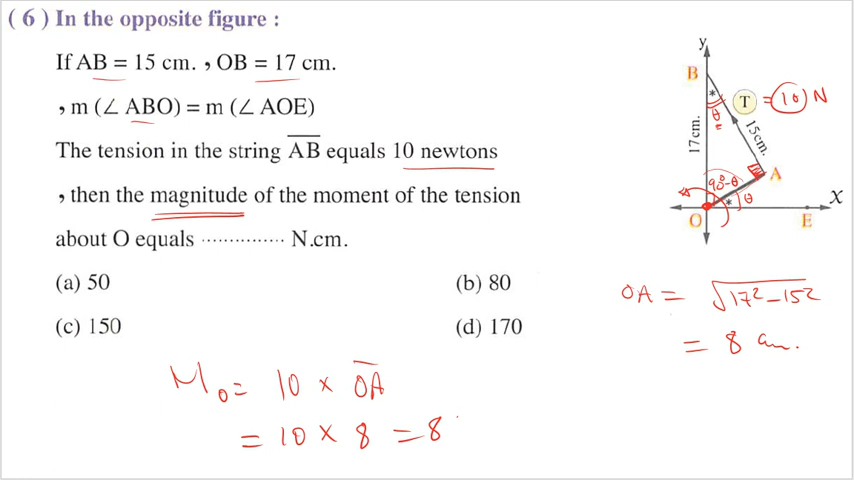 ( 6 ) In the opposite figure :
If AB = 15 cm. , OB = 17 cm.
, m (∠ ABO) = m (∠ AOE)
The tension in the string AB equals 10 newtons
, then the magnitude of the moment of the tension
about O equals ··············· N.cm.
(a) 50
(b) 80
(c) 150
(d) 170
y
B
*
θ
T = 10 N
17 cm.
15cm.
A
90°-θ
* θ
x
O
E
OA = √17² - 15²
= 8 cm.
M₀ = 10 × OA
= 10 × 8 = 8